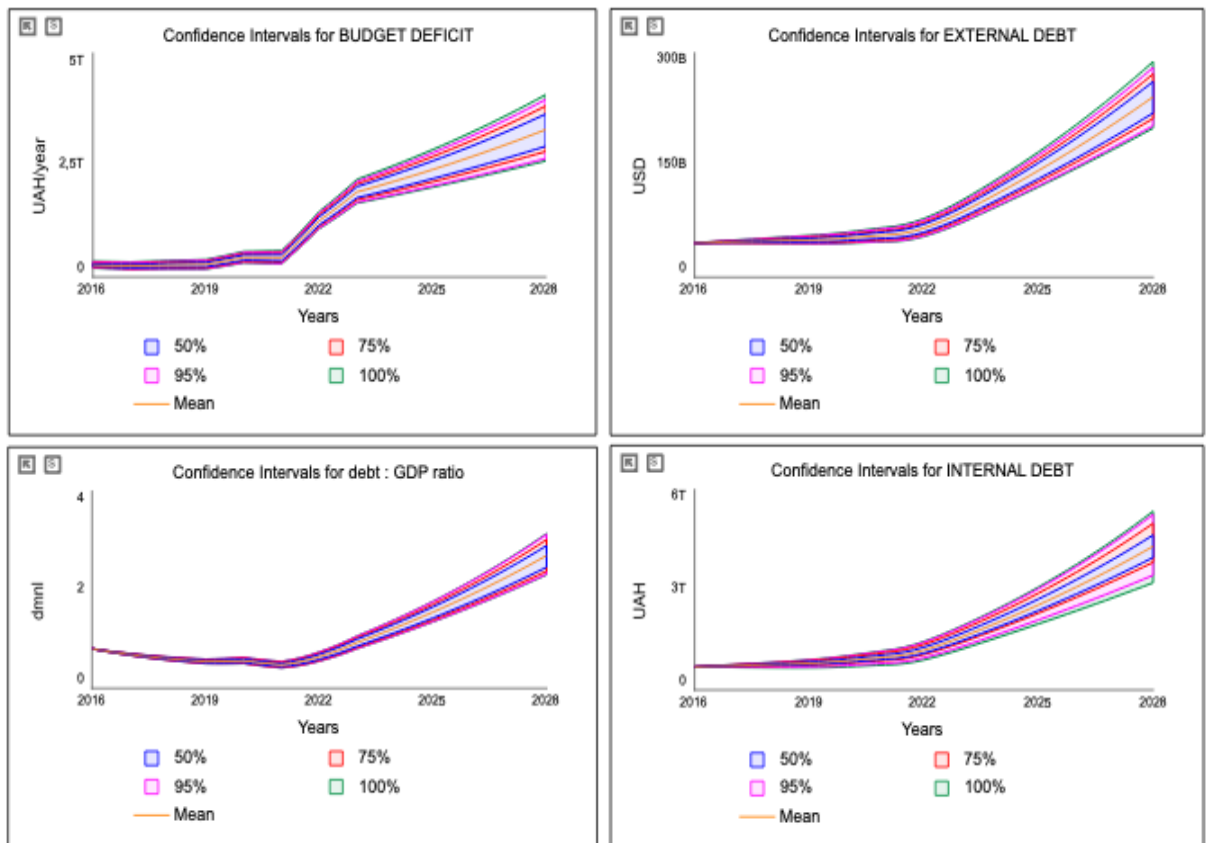 Confidence Intervals for BUDGET DEFICIT
5T
2,5T
0
UAH/year
2016 2019 2022 2025 2028
Years
50% 75%
95% 100%
Mean
Confidence Intervals for EXTERNAL DEBT
300B
150B
0
USD
2016 2019 2022 2025 2028
Years
50% 75%
95% 100%
Mean
Confidence Intervals for debt : GDP ratio
4
2
0
dmnl
2016 2019 2022 2025 2028
Years
50% 75%
95% 100%
Mean
Confidence Intervals for INTERNAL DEBT
6T
3T
0
UAH
2016 2019 2022 2025 2028
Years
50% 75%
95% 100%
Mean